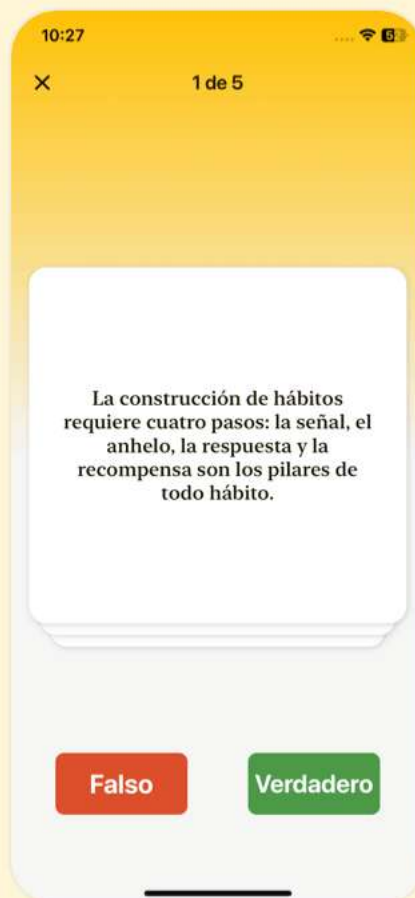 10:27
1 de 5
La construcción de hábitos
requiere cuatro pasos: la señal, el
anhelo, la respuesta y la
recompensa son los pilares de
todo hábito.
Falso
Verdadero